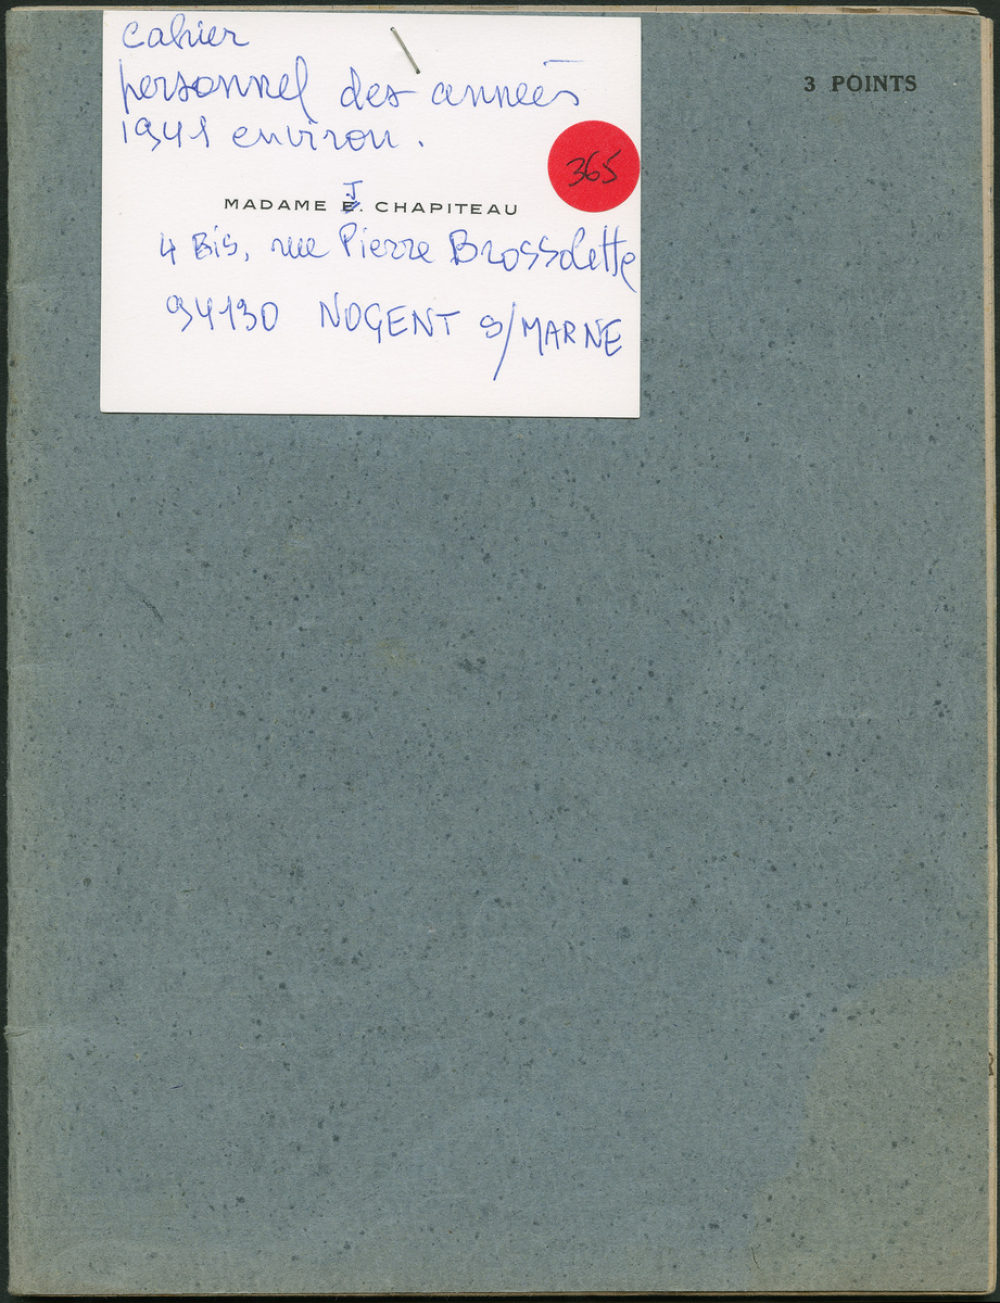 cahier
personnel des années
1941 environ.
3 POINTS
365
J
MADAME E. CHAPITEAU
4 Bis, rue Pierre Brossolette
94130 NOGENT s/MARNE